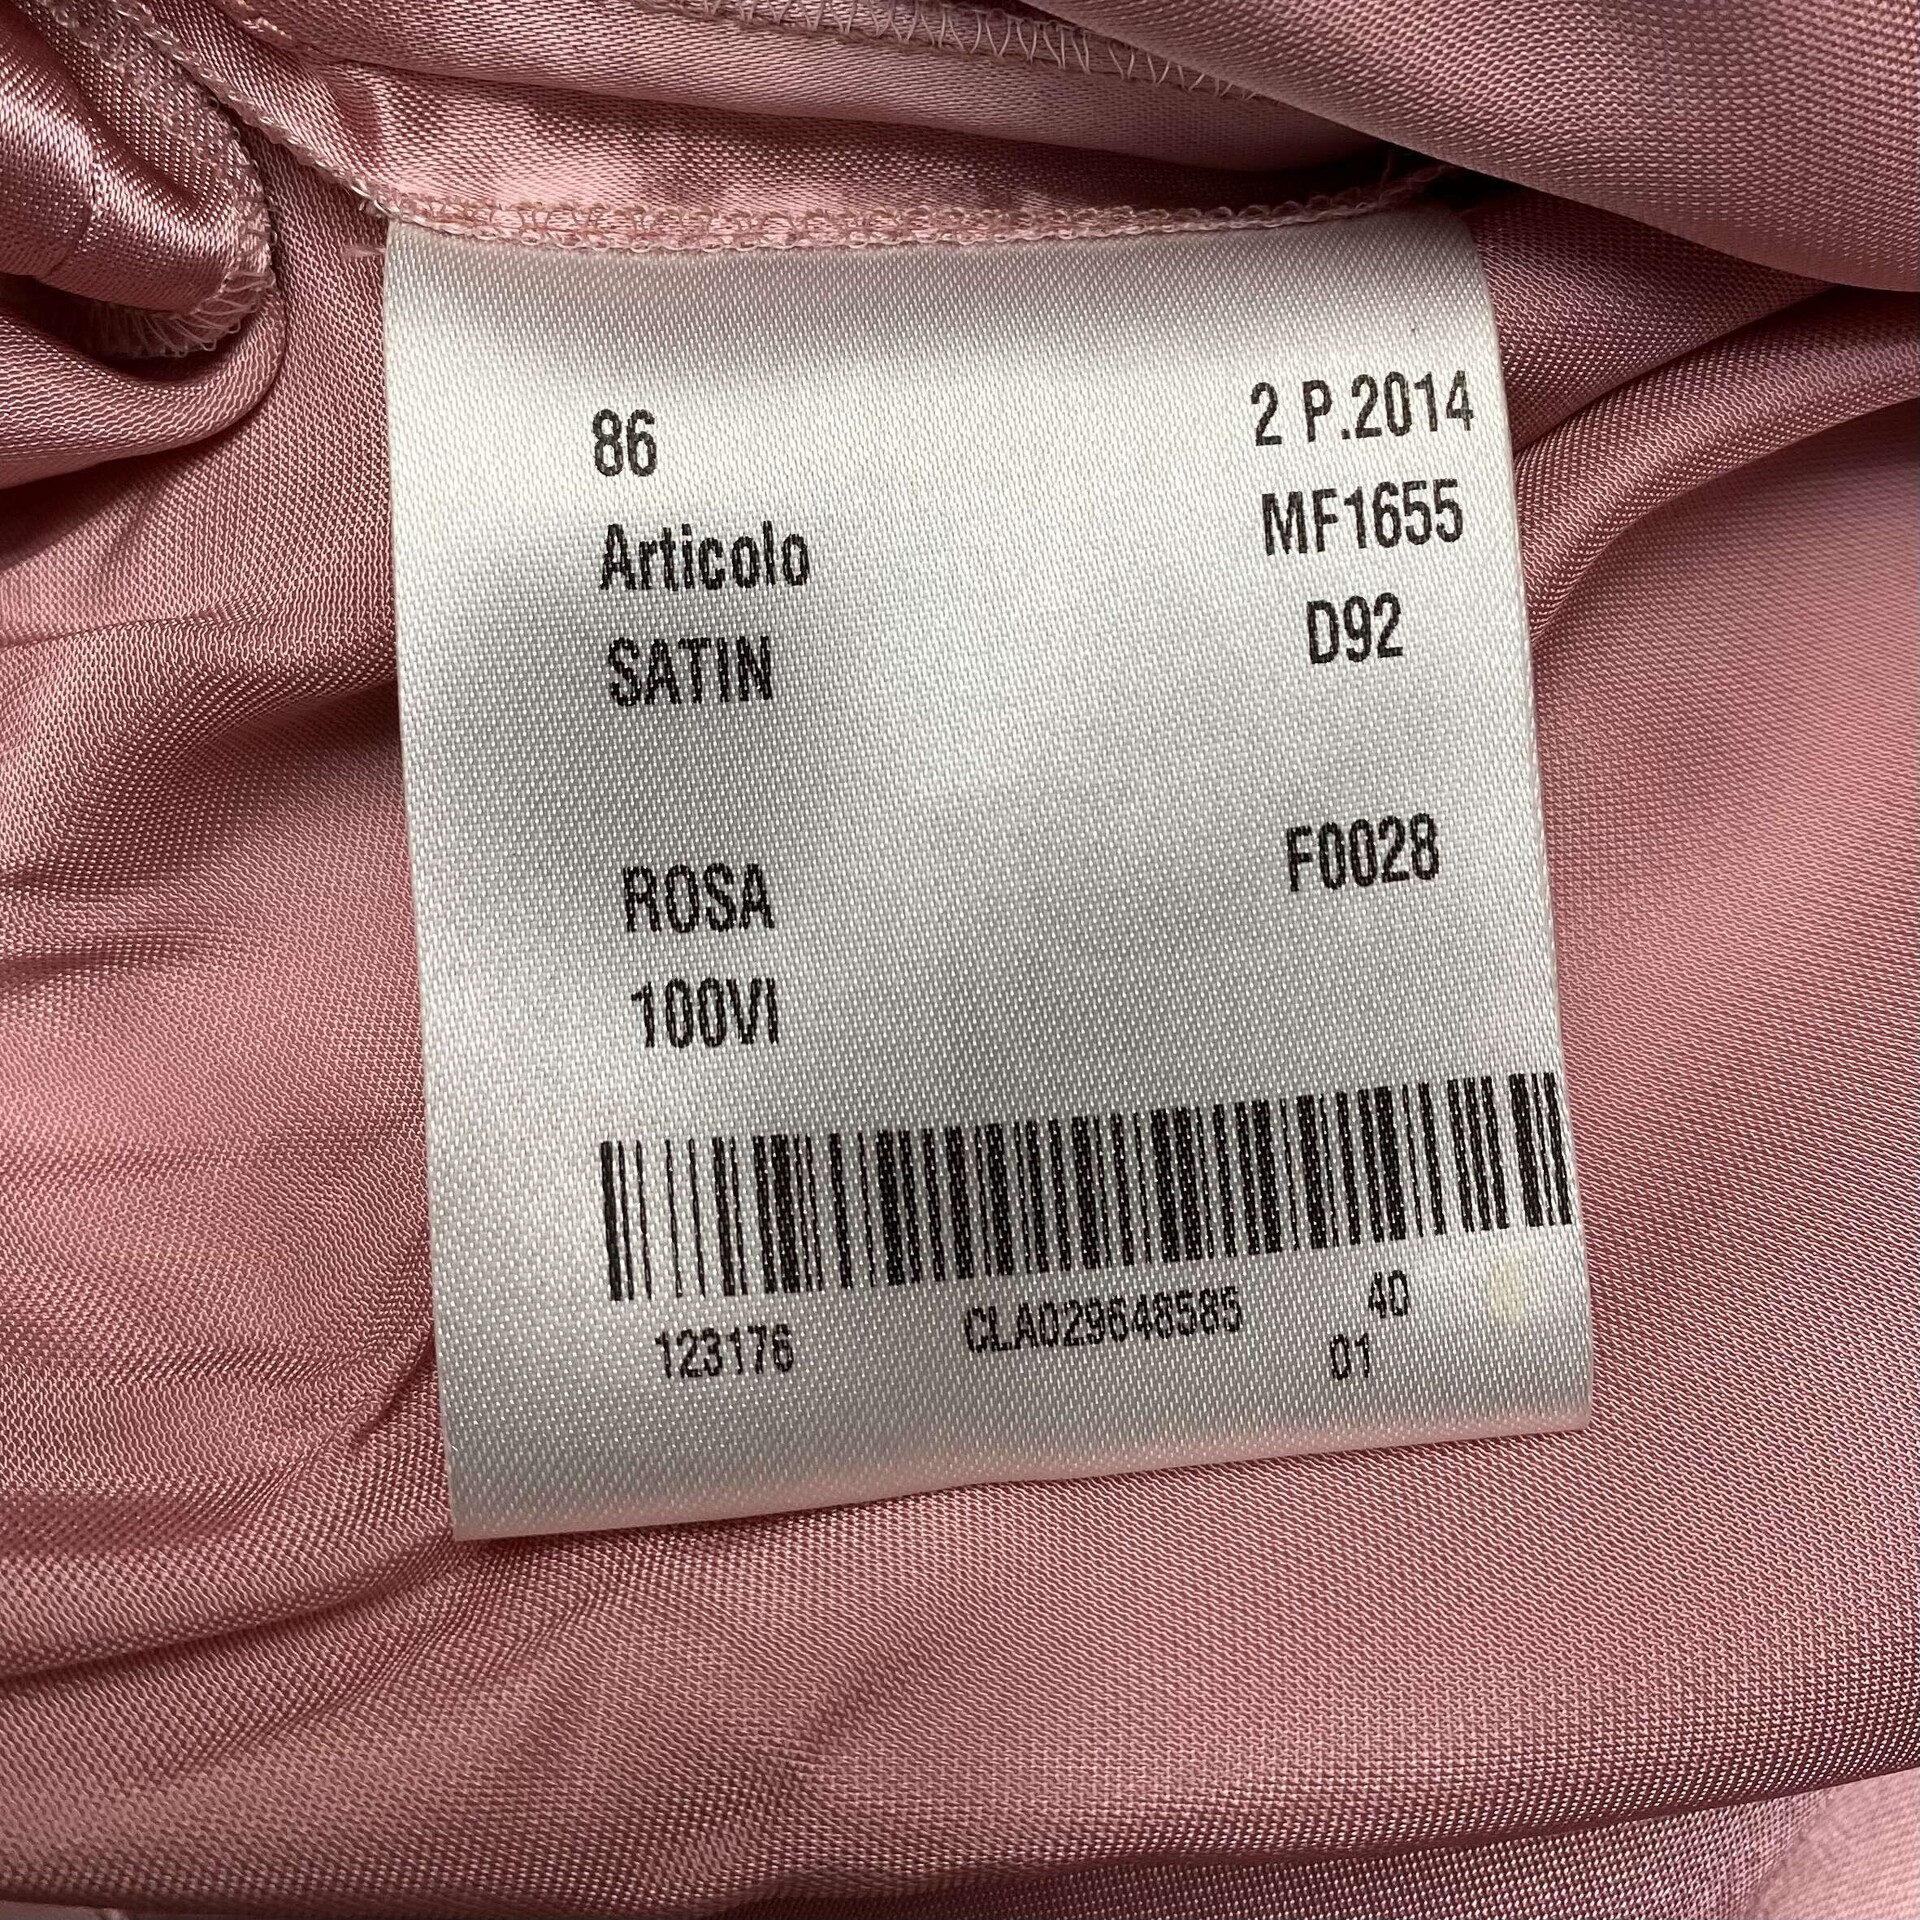 86 2 P.2014
Articolo MF1655
SATIN D92
ROSA F0028
100VI
123176 CLA029648585 40
01